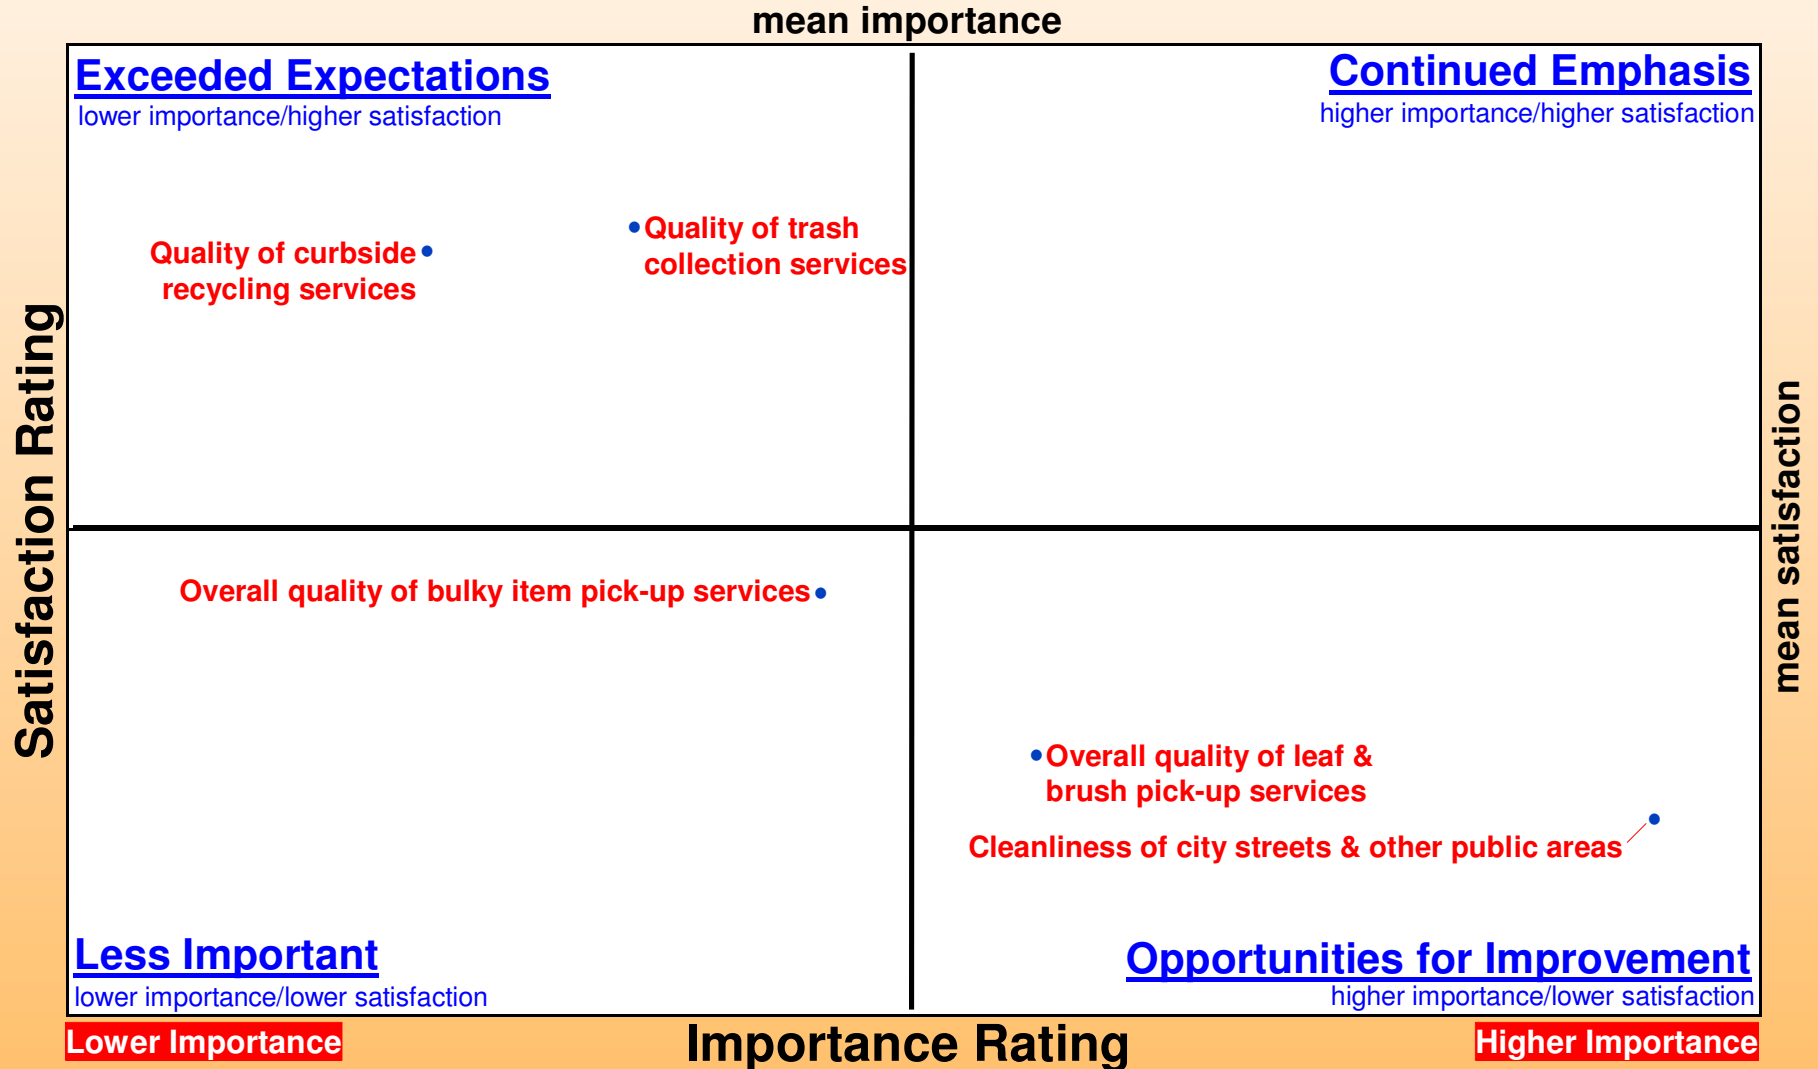 mean importance
Exceeded Expectations
lower importance/higher satisfaction
Continued Emphasis
higher importance/higher satisfaction
Quality of curbside
recycling services
Quality of trash
collection services
Satisfaction Rating
mean satisfaction
Overall quality of bulky item pick-up services
Overall quality of leaf &
brush pick-up services
Cleanliness of city streets & other public areas
Less Important
lower importance/lower satisfaction
Opportunities for Improvement
higher importance/lower satisfaction
Lower Importance
Importance Rating
Higher Importance